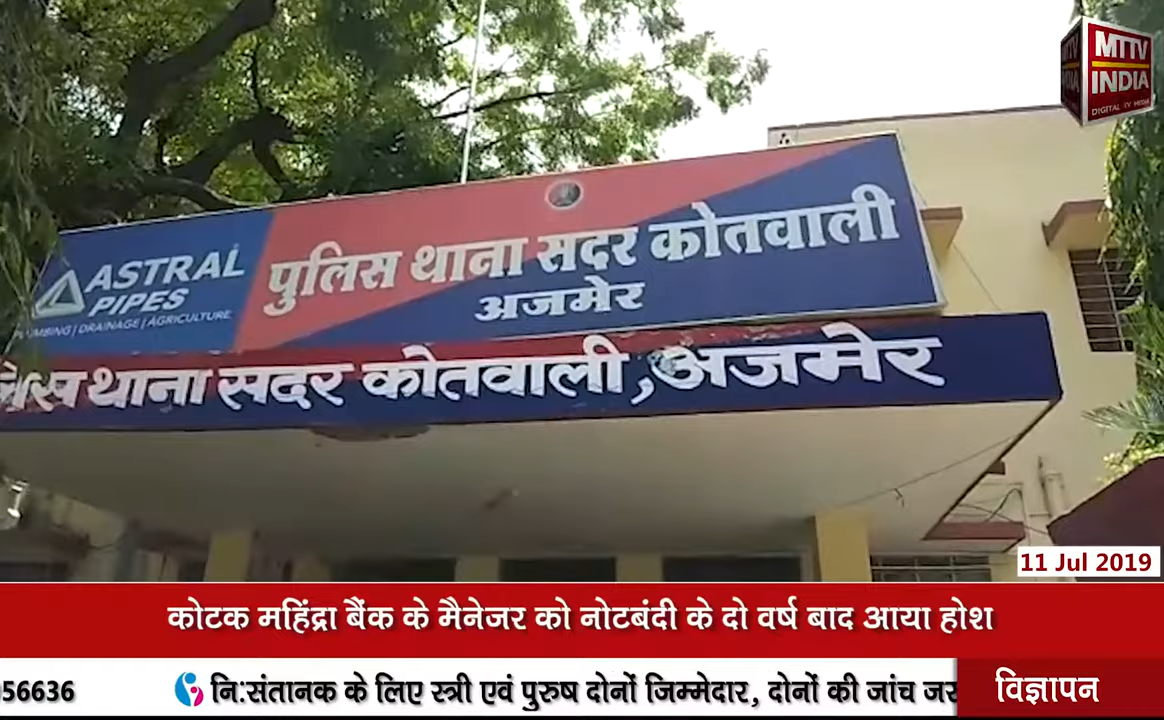 MTTV
INDIA
DIGITAL TV MEDIA
ASTRAL
PIPES
PLUMBING | DRAINAGE | AGRICULTURE
पुलिस थाना सदर कोतवाली
अजमेर
थाना सदर कोतवाली, अजमेर
11 Jul 2019
कोटक महिंद्रा बैंक के मैनेजर को नोटबंदी के दो वर्ष बाद आया होश
56636
नि:संतानक के लिए स्त्री एवं पुरुष दोनों जिम्मेदार, दोनों की जांच
विज्ञापन